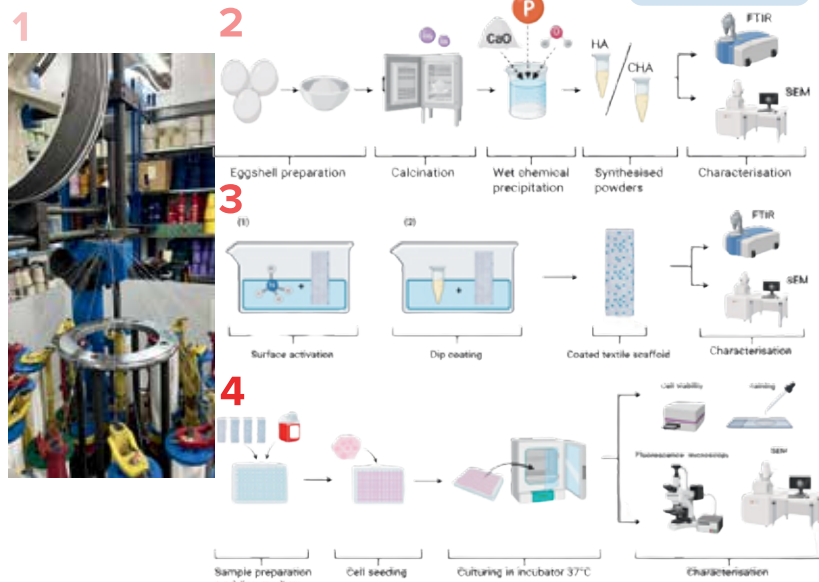 1
2
P
CaO
HA
CHA
FTIR
SEM
Eggshell preparation
Calcination
Wet chemical
precipitation
Synthesised
powders
Characterisation
3
(1)
(2)
FTIR
SEM
Surface activation
Dip coating
Coated textile scaffold
Characterisation
4
Cell viability
Fluorescence microscopy
SEM
Sample preparation
Cell seeding
Culturing in incubator 37°C
Characterisation